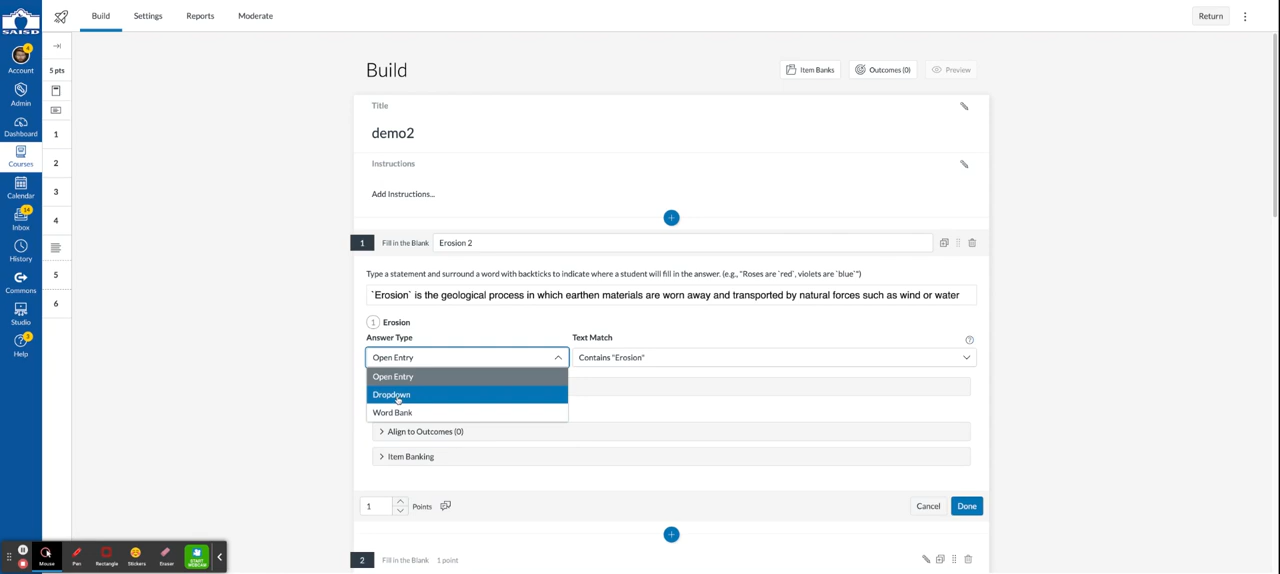 SAISD
Build
Settings
Reports
Moderate
Return
4
Account
Admin
Dashboard
Courses
Calendar
14
Inbox
History
Commons
Studio
Help
5 pts
1
2
3
4
5
6
Build
Item Banks
Outcomes (0)
Preview
Title
demo2
Instructions
Add Instructions...
1
Fill in the Blank
Erosion 2
Type a statement and surround a word with backticks to indicate where a student will fill in the answer. (e.g., "Roses are `red`, violets are `blue`")
`Erosion` is the geological process in which earthen materials are worn away and transported by natural forces such as wind or water
1 Erosion
Answer Type
Text Match
Open Entry
Contains "Erosion"
Open Entry
Dropdown
Word Bank
Align to Outcomes (0)
Item Banking
1
Points
Cancel
Done
2
Fill in the Blank
1 point
Mouse
Pen
Rectangle
Stickers
Eraser
START WEBCAM